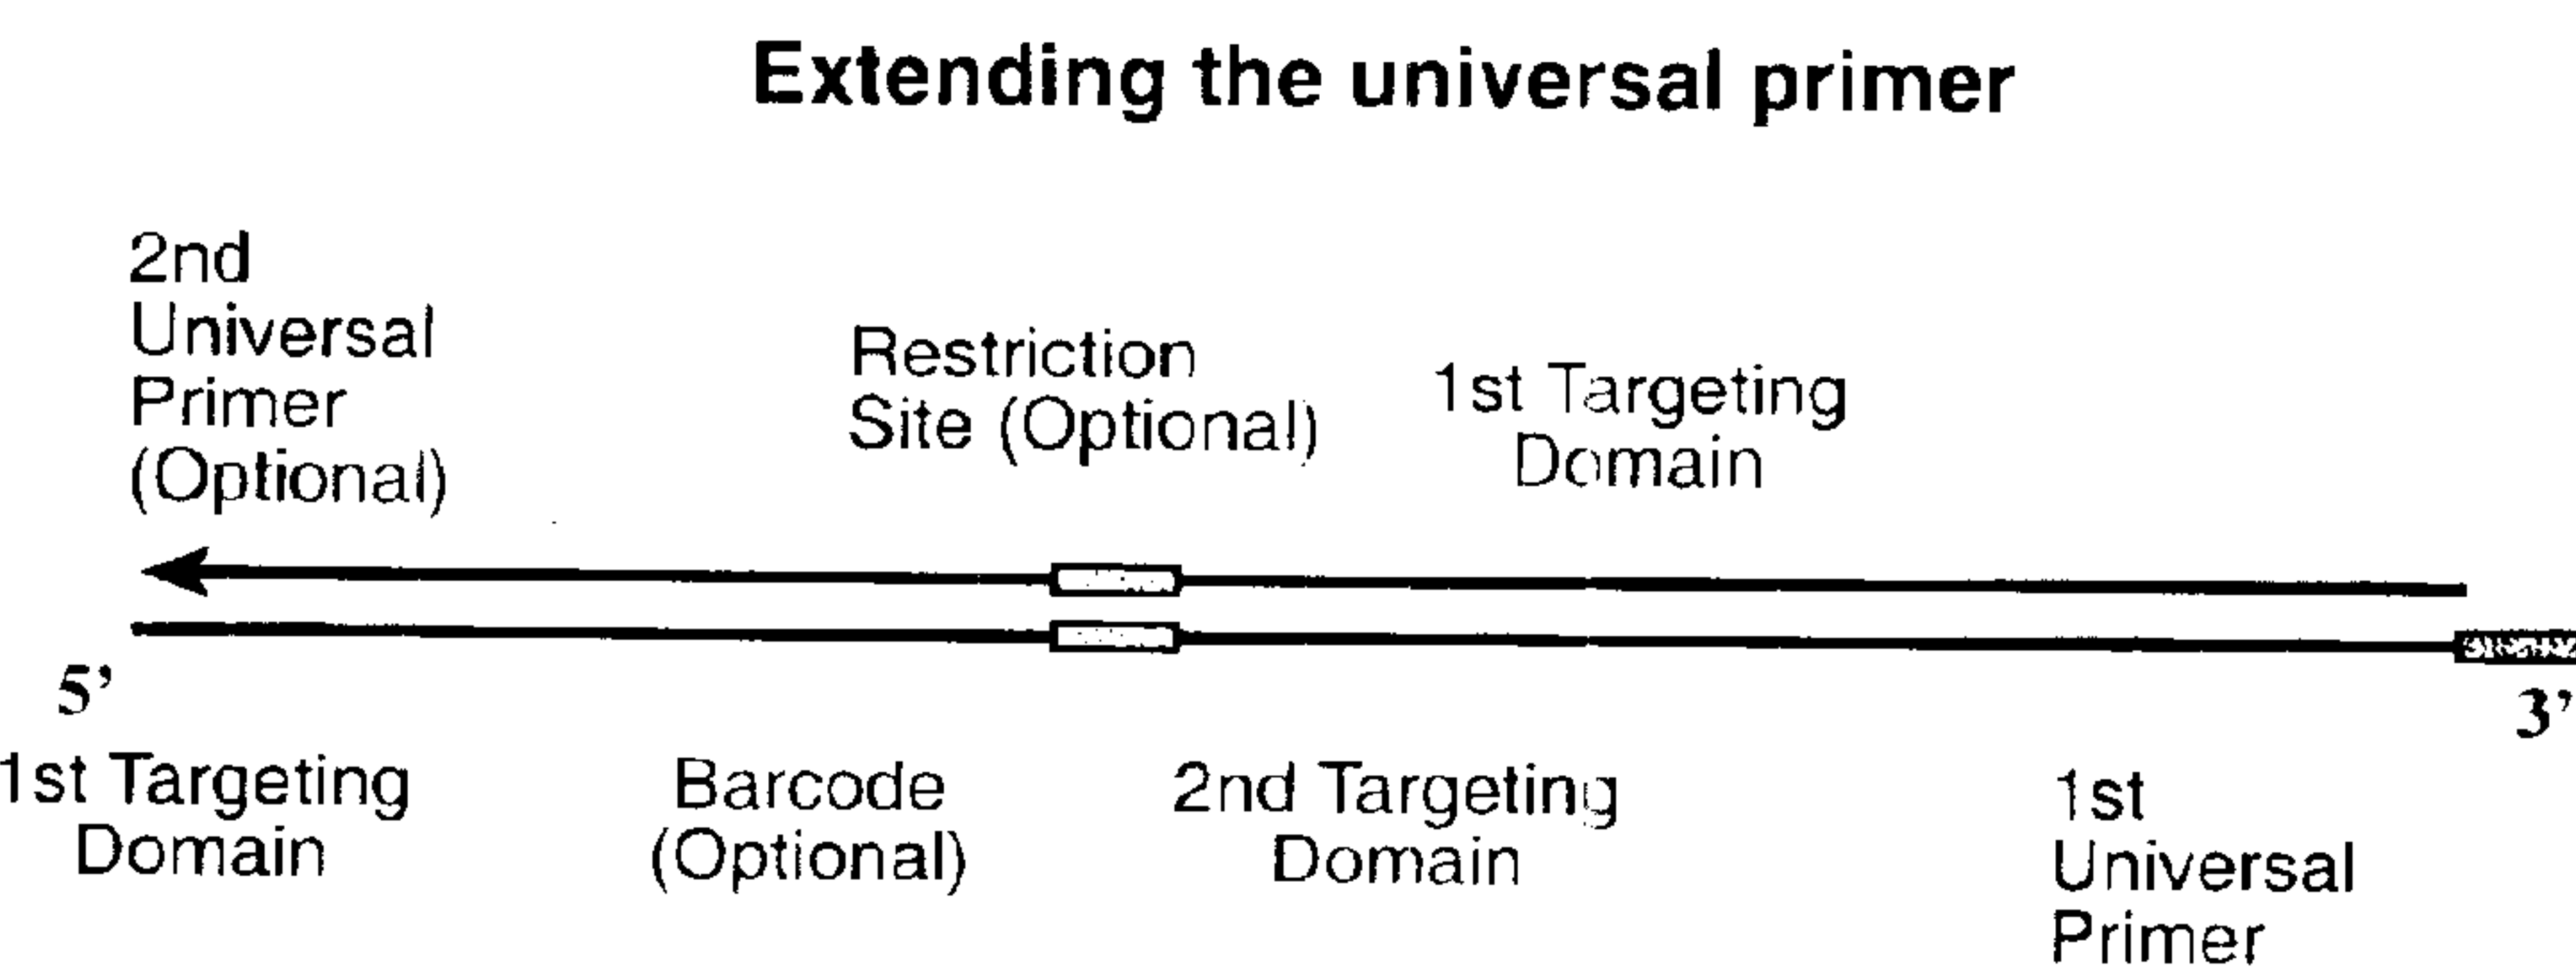 Extending the universal primer
2nd
Universal
Primer
(Optional)
Restriction
Site (Optional)
1st Targeting
Domain
5’
3’
1st Targeting
Domain
Barcode
(Optional)
2nd Targeting
Domain
1st
Universal
Primer